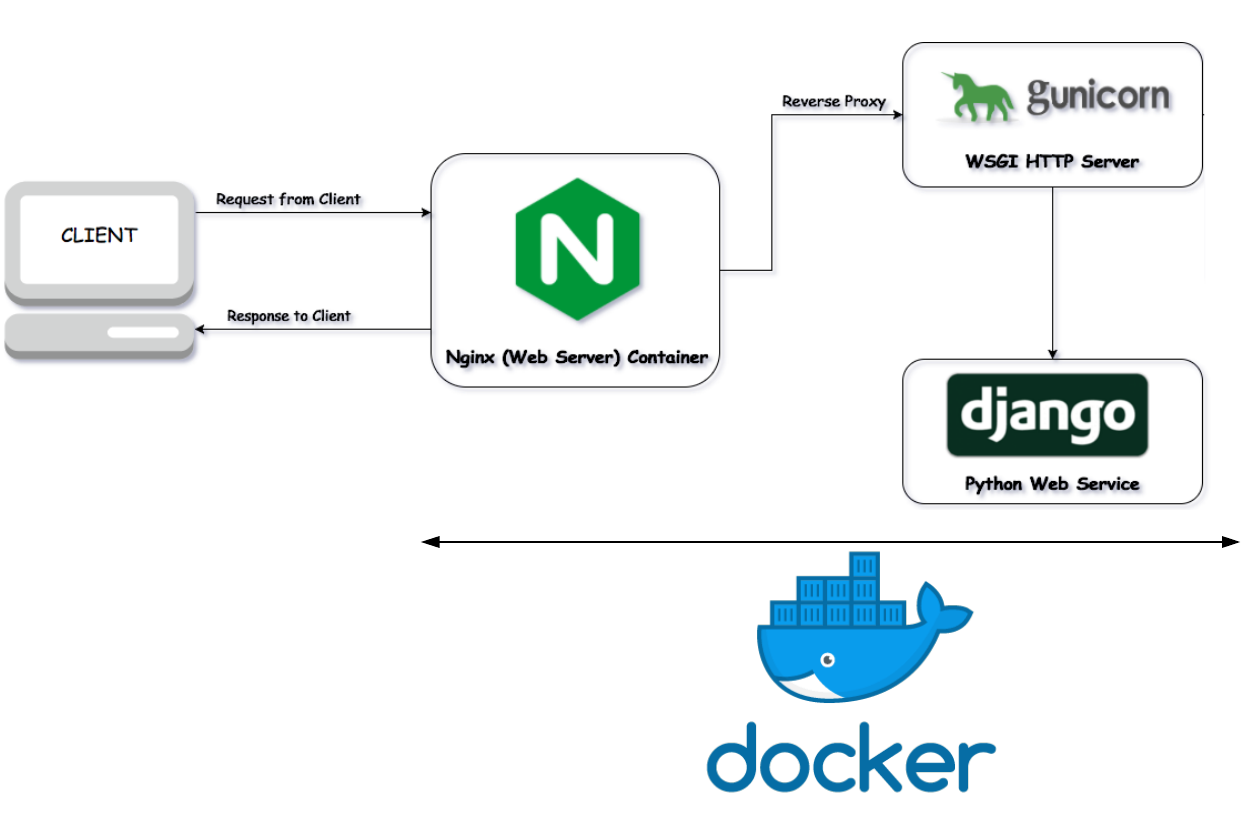 Reverse Proxy
gunicorn
WSGI HTTP Server
Request from Client
CLIENT
N
Response to Client
Nginx (Web Server) Container
django
Python Web Service
docker